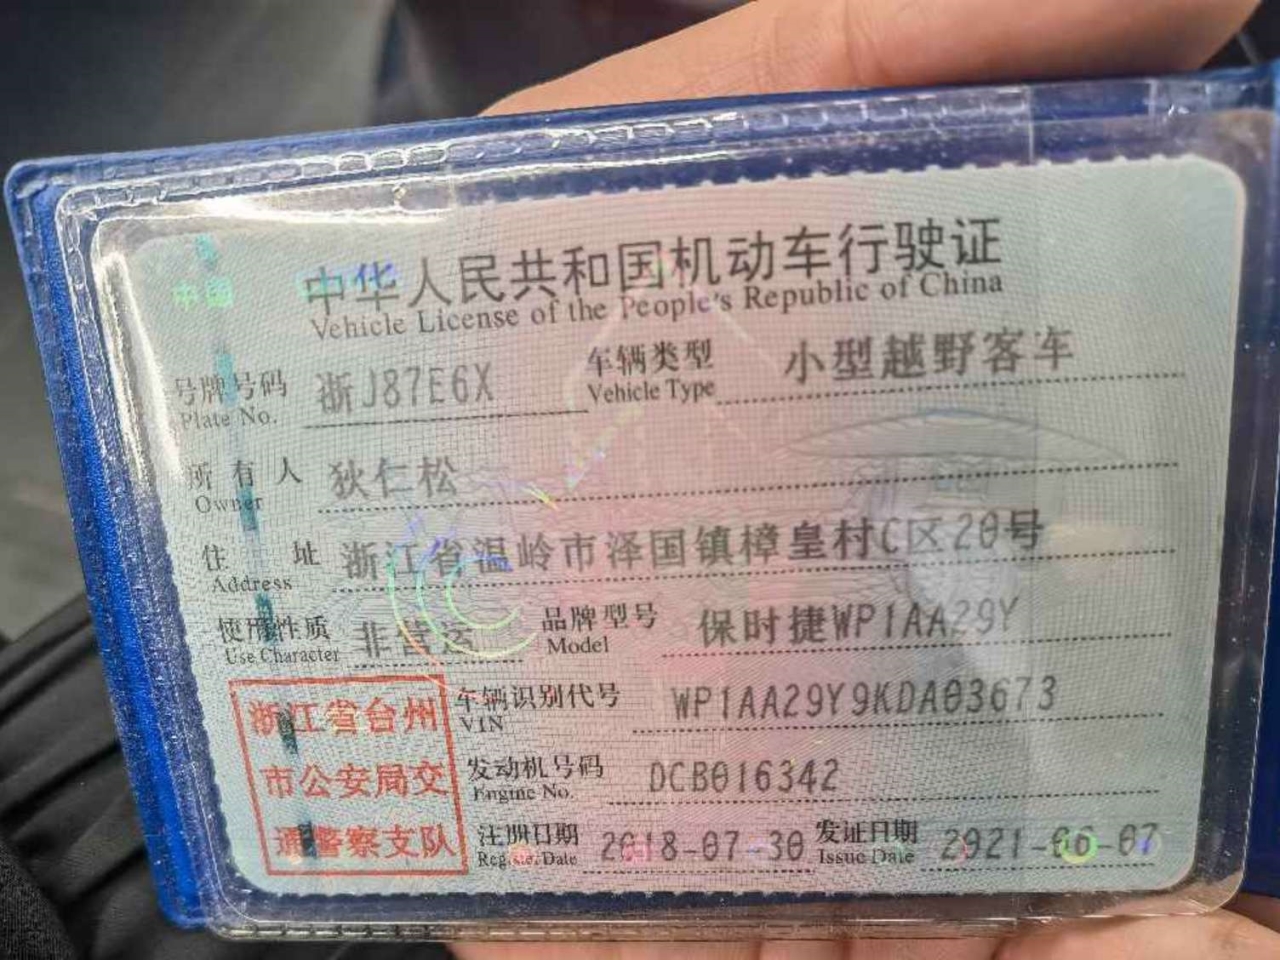 中国
中华人民共和国机动车行驶证
Vehicle License of the People's Republic of China
号牌号码 浙J87E6X 车辆类型 小型越野客车
Plate No. Vehicle Type
所有人 狄仁松
Owner
住址 浙江省温岭市泽国镇樟皇村C区20号
Address
使用性质 非营运 品牌型号 保时捷WP1AA29Y
Use Character Model
车辆识别代号 WP1AA29Y9KDA03673
VIN
发动机号码 DCB016342
Engine No.
注册日期 2018-07-30 发证日期 2021-06-07
Register Date Issue Date
浙江省台州
市公安局交
通警察支队